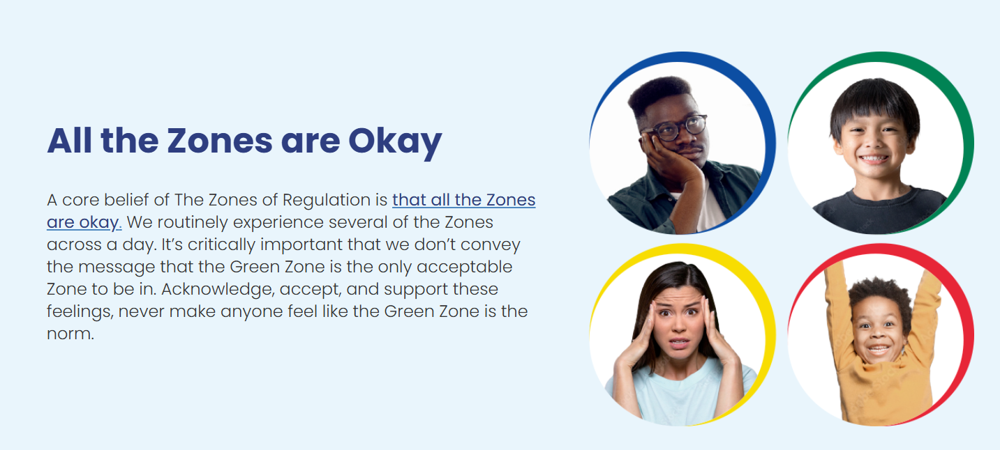 All the Zones are Okay
A core belief of The Zones of Regulation is that all the Zones
are okay. We routinely experience several of the Zones
across a day. It’s critically important that we don’t convey
the message that the Green Zone is the only acceptable
Zone to be in. Acknowledge, accept, and support these
feelings, never make anyone feel like the Green Zone is the
norm.